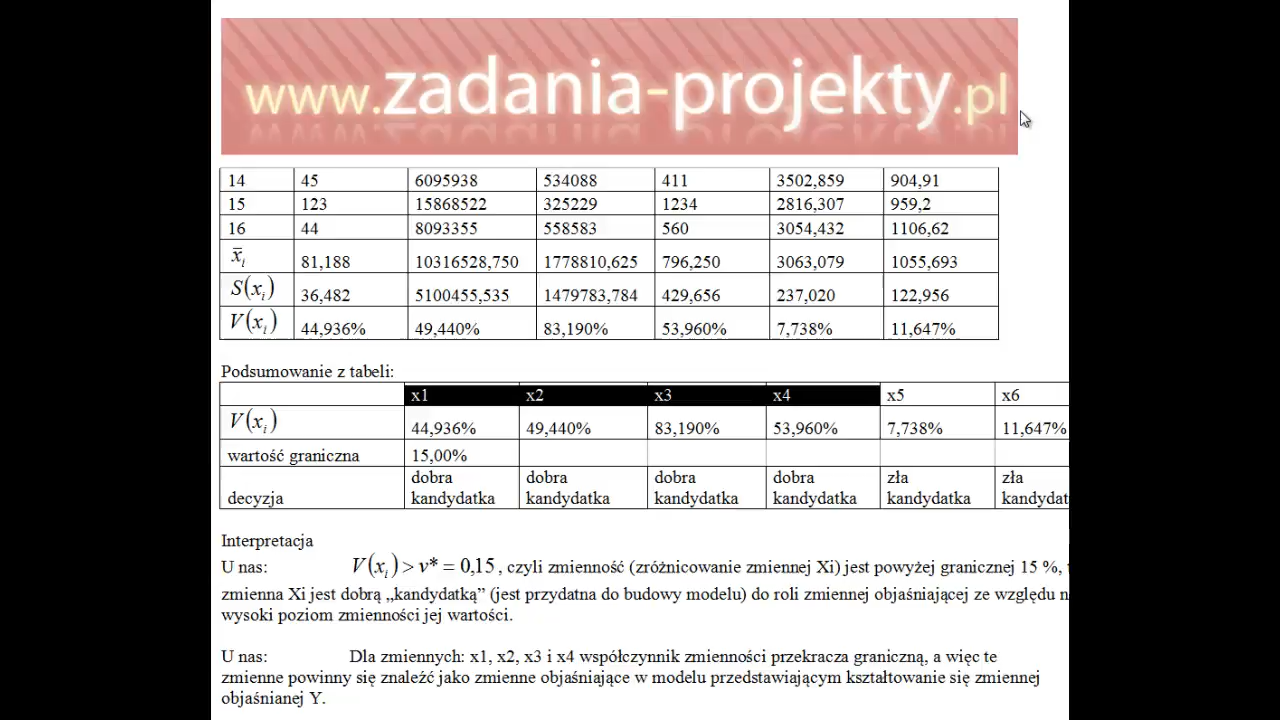 www.zadania-projekty.pl
14 45 6095938 534088 411 3502,859 904,91
15 123 15868522 325229 1234 2816,307 959,2
16 44 8093355 558583 560 3054,432 1106,62
x̅i 81,188 10316528,750 1778810,625 796,250 3063,079 1055,693
S(xi) 36,482 5100455,535 1479783,784 429,656 237,020 122,956
V(xi) 44,936% 49,440% 83,190% 53,960% 7,738% 11,647%
Podsumowanie z tabeli:
x1 x2 x3 x4 x5 x6
V(xi) 44,936% 49,440% 83,190% 53,960% 7,738% 11,647%
wartość graniczna 15,00%
dobra dobra dobra dobra zła zła
decyzja kandydatka kandydatka kandydatka kandydatka kandydatka kandydat
Interpretacja
U nas: V(xi) > v* = 0,15, czyli zmienność (zróżnicowanie zmiennej Xi) jest powyżej granicznej 15 %,
zmienna Xi jest dobrą „kandydatką” (jest przydatna do budowy modelu) do roli zmiennej objaśniającej ze względu n
wysoki poziom zmienności jej wartości.
U nas: Dla zmiennych: x1, x2, x3 i x4 współczynnik zmienności przekracza graniczną, a więc te
zmienne powinny się znaleźć jako zmienne objaśniające w modelu przedstawiającym kształtowanie się zmiennej
objaśnianej Y.